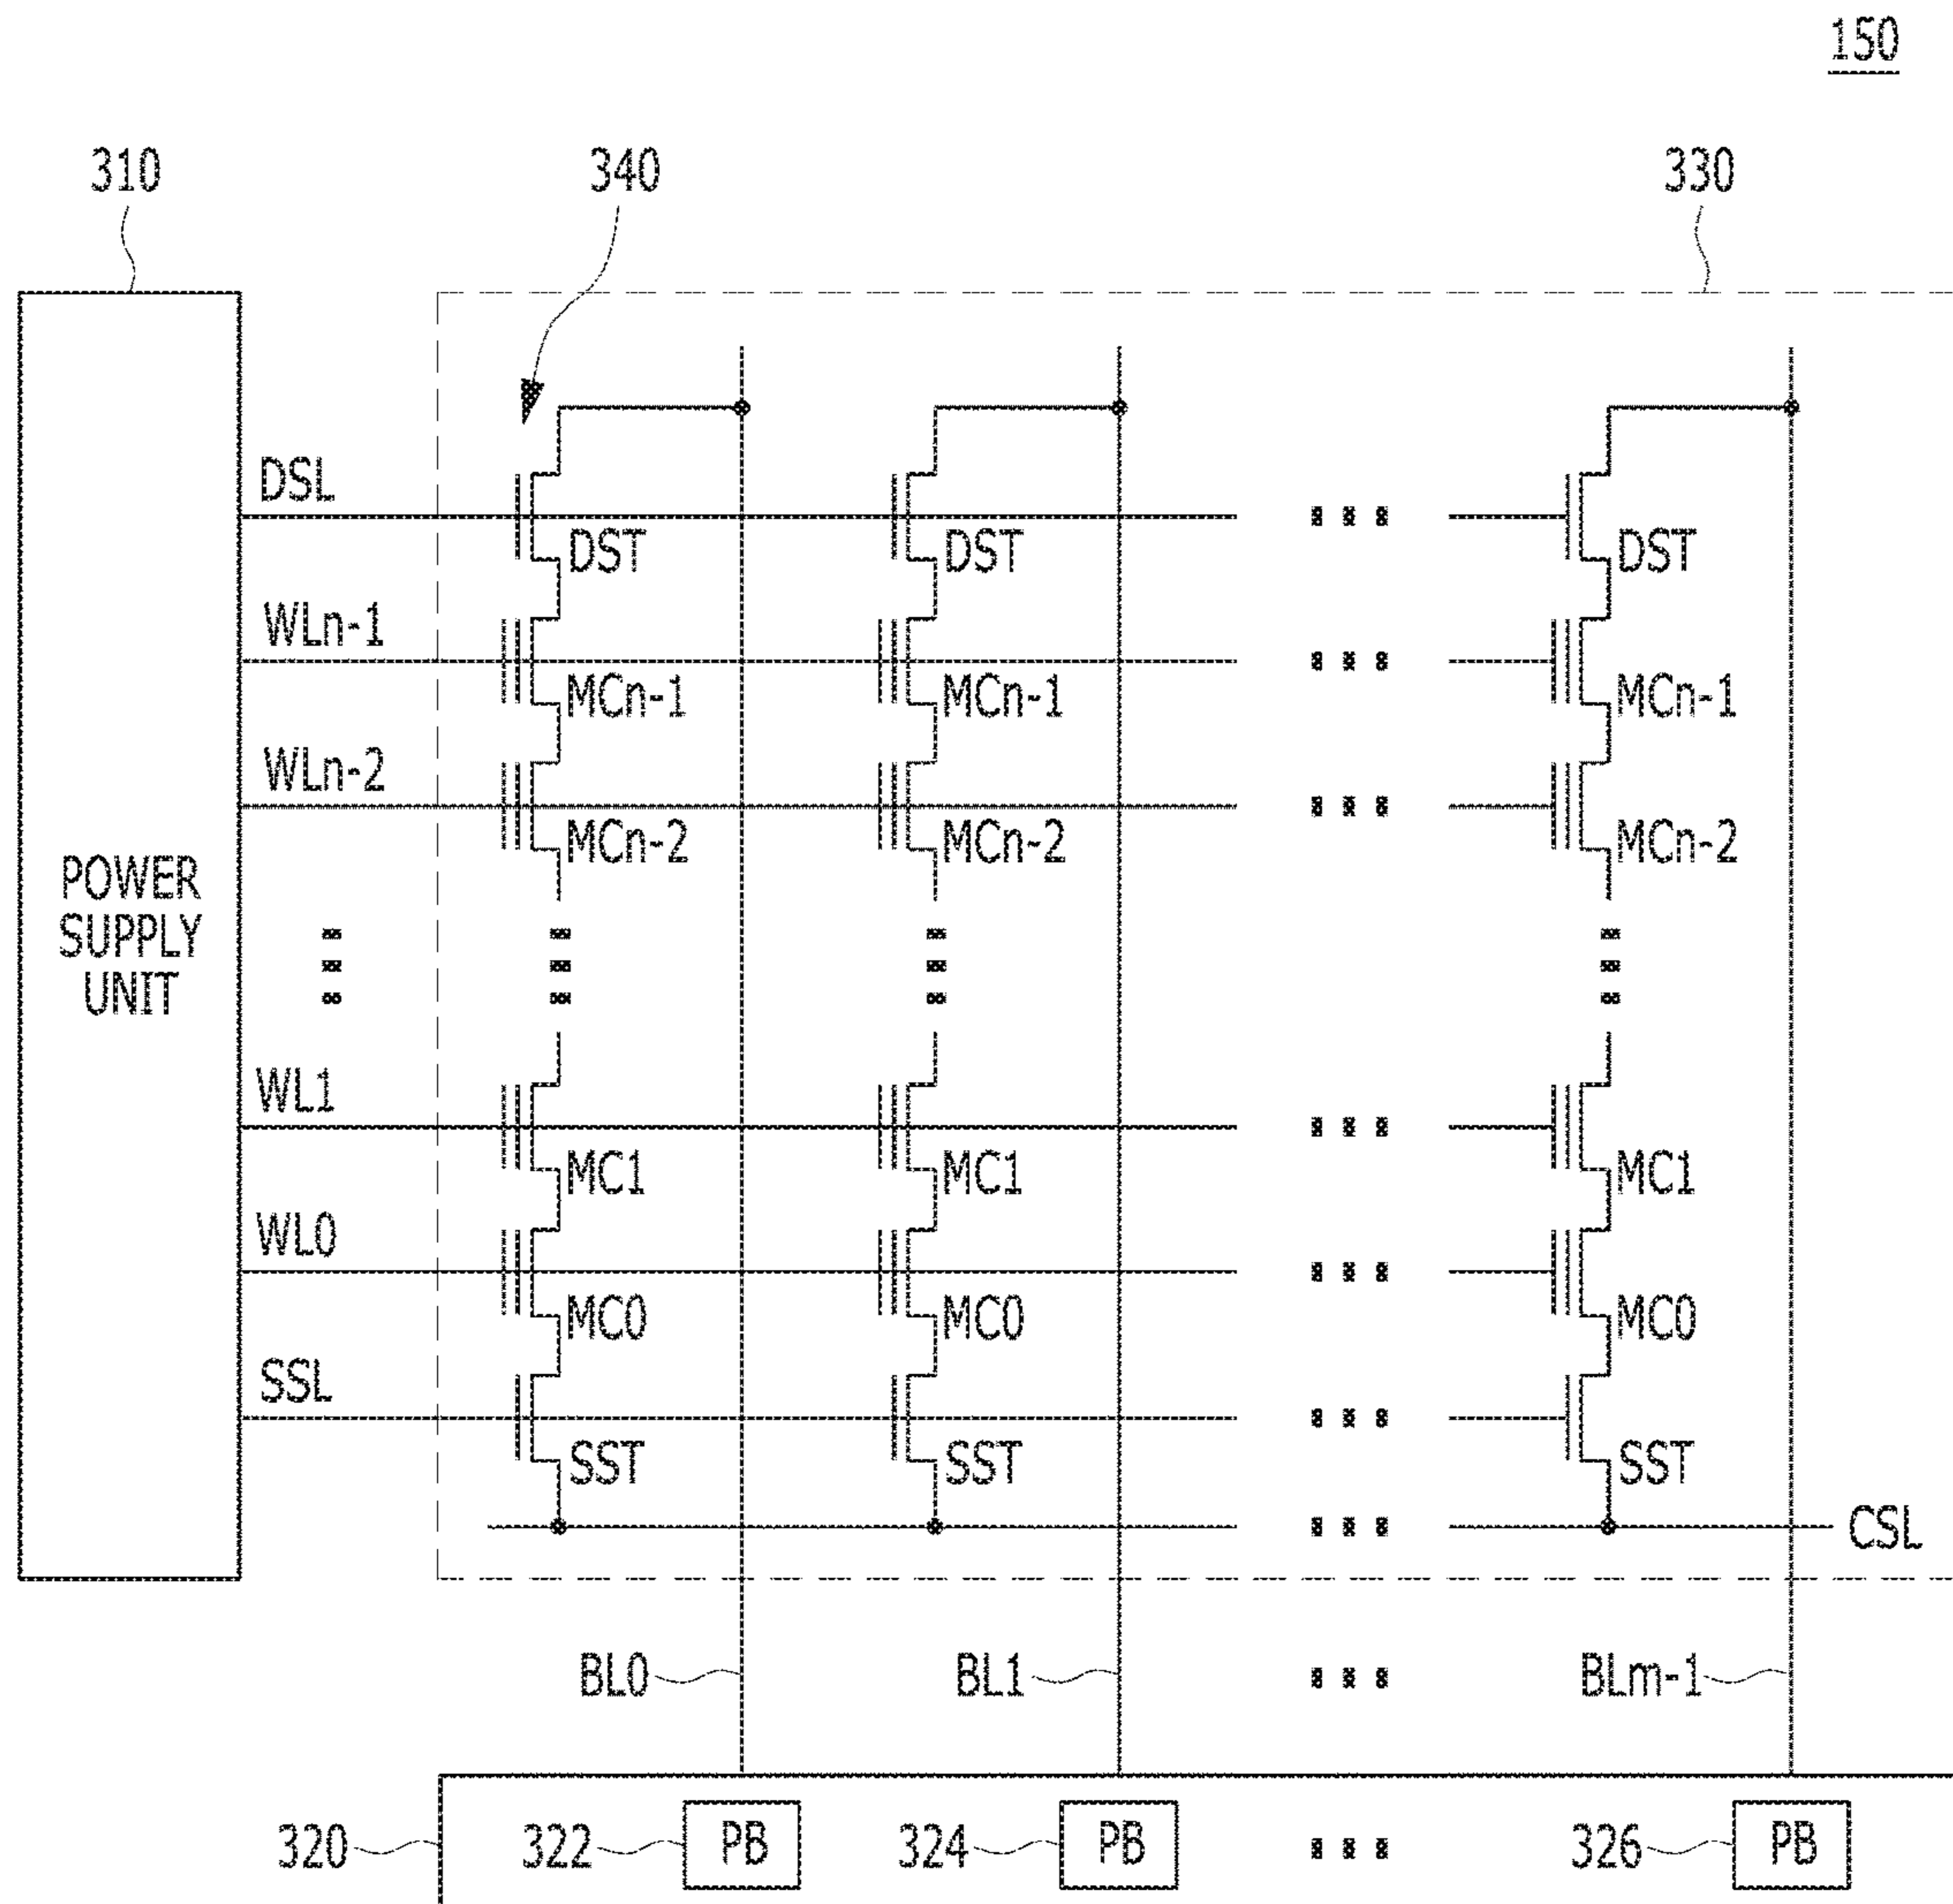 150
310
340
330
DSL
DST DST DST
WLn-1
MCn-1 MCn-1 MCn-1
WLn-2
MCn-2 MCn-2 MCn-2
POWER
SUPPLY
UNIT
WL1
MC1 MC1 MC1
WL0
MC0 MC0 MC0
SSL
SST SST SST
CSL
BL0 BL1 BLm-1
320 322 PB 324 PB 326 PB